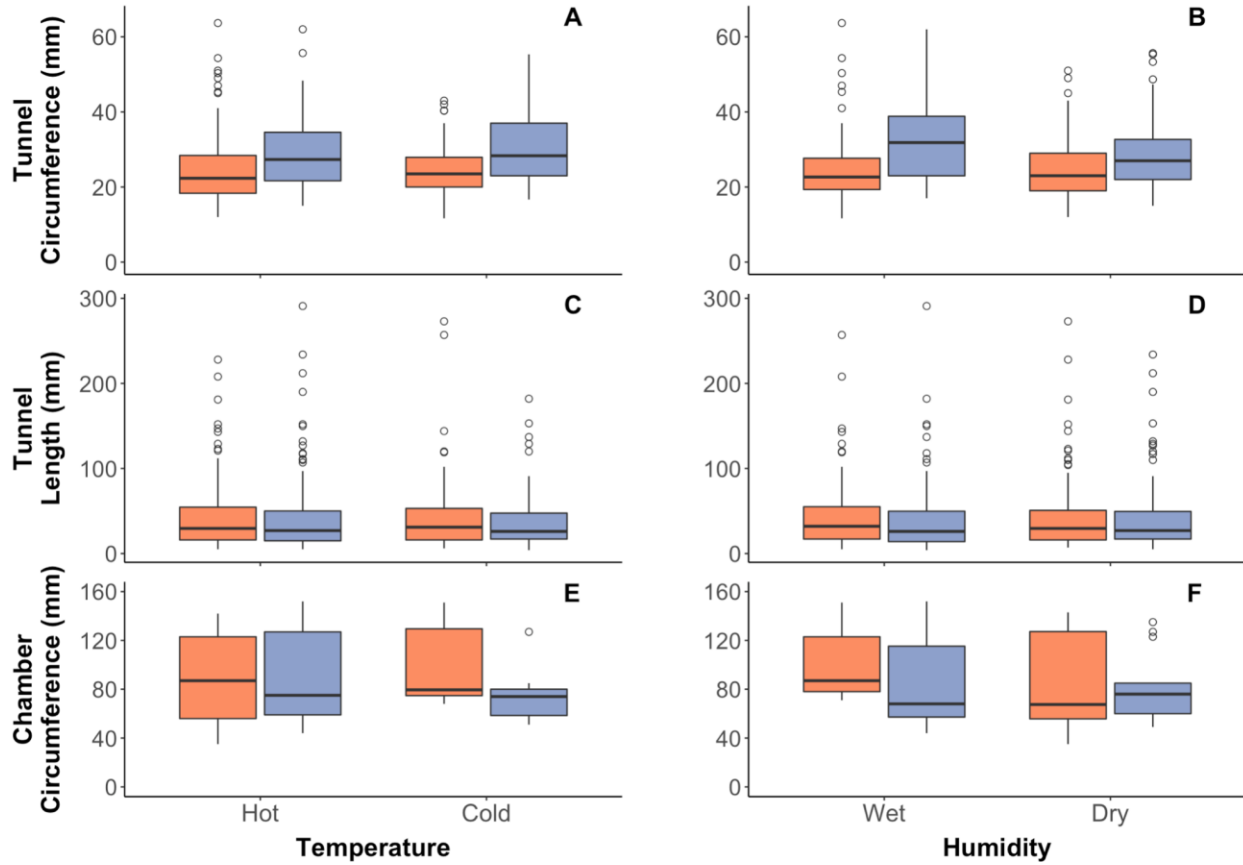 A
B
Tunnel
Circumference (mm)
60
40
20
0
60
40
20
0
C
D
Tunnel
Length (mm)
300
200
100
0
300
200
100
0
E
F
Chamber
Circumference (mm)
160
120
80
40
0
160
120
80
40
0
Hot
Cold
Wet
Dry
Temperature
Humidity